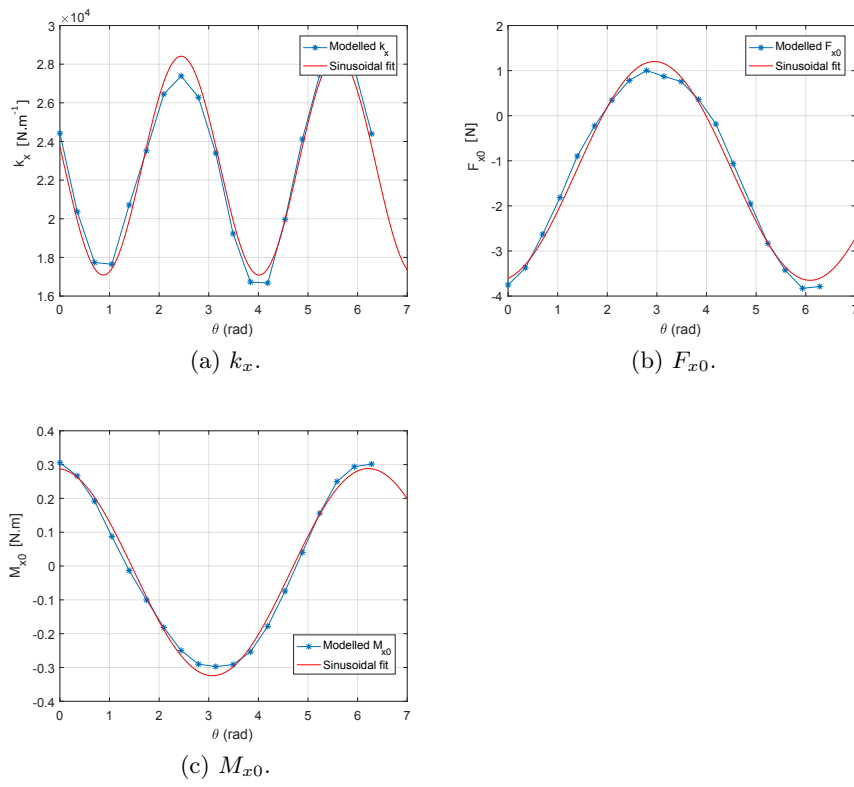 ×10⁴
3
2.8
2.6
2.4
2.2
2
1.8
1.6
0 1 2 3 4 5 6 7
k_x [N.m⁻¹]
θ (rad)
Modelled k_x
Sinusoidal fit
(a) k_x.
2
1
0
-1
-2
-3
-4
0 1 2 3 4 5 6 7
F_x0 [N]
θ (rad)
Modelled F_x0
Sinusoidal fit
(b) F_x0.
0.4
0.3
0.2
0.1
0
-0.1
-0.2
-0.3
-0.4
0 1 2 3 4 5 6 7
M_x0 [N.m]
θ (rad)
Modelled M_x0
Sinusoidal fit
(c) M_x0.